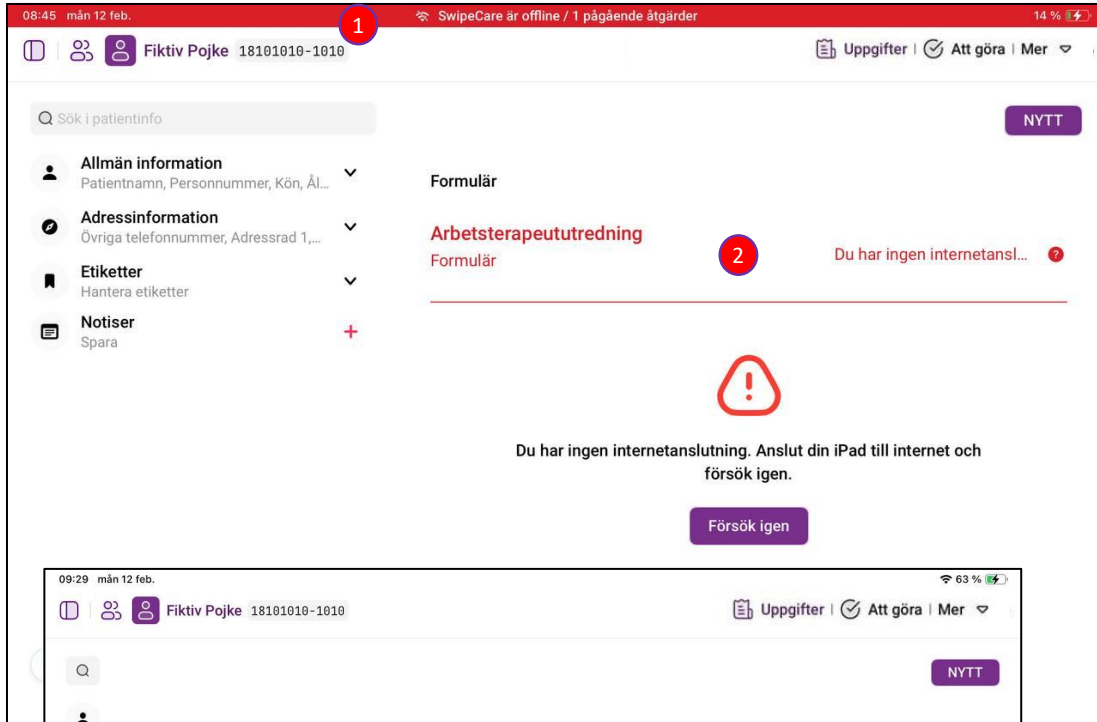 08:45 mån 12 feb.
SwipeCare är offline / 1 pågående åtgärder
14 %
1
Fiktiv Pojke 18101010-1010
Uppgifter | Att göra | Mer
Sök i patientinfo
NYTT
Allmän information
Patientnamn, Personnummer, Kön, Ål...
Formulär
Adressinformation
Övriga telefonnummer, Adressrad 1,...
Arbetsterapeututredning
Formulär
2
Du har ingen internetansl...
?
Etiketter
Hantera etiketter
Notiser
Spara
Du har ingen internetanslutning. Anslut din iPad till internet och
försök igen.
Försök igen
09:29 mån 12 feb.
63 %
Fiktiv Pojke 18101010-1010
Uppgifter | Att göra | Mer
NYTT